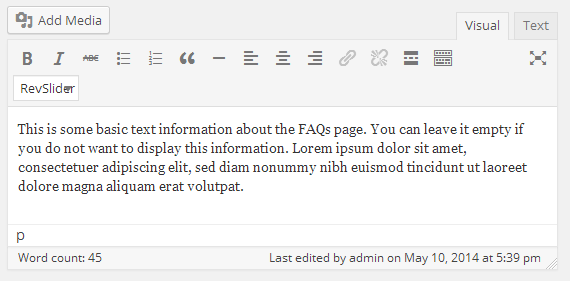 Add Media
Visual Text
B I ABC
RevSlider
This is some basic text information about the FAQs page. You can leave it empty if
you do not want to display this information. Lorem ipsum dolor sit amet,
consectetuer adipiscing elit, sed diam nonummy nibh euismod tincidunt ut laoreet
dolore magna aliquam erat volutpat.
p
Word count: 45 Last edited by admin on May 10, 2014 at 5:39 pm